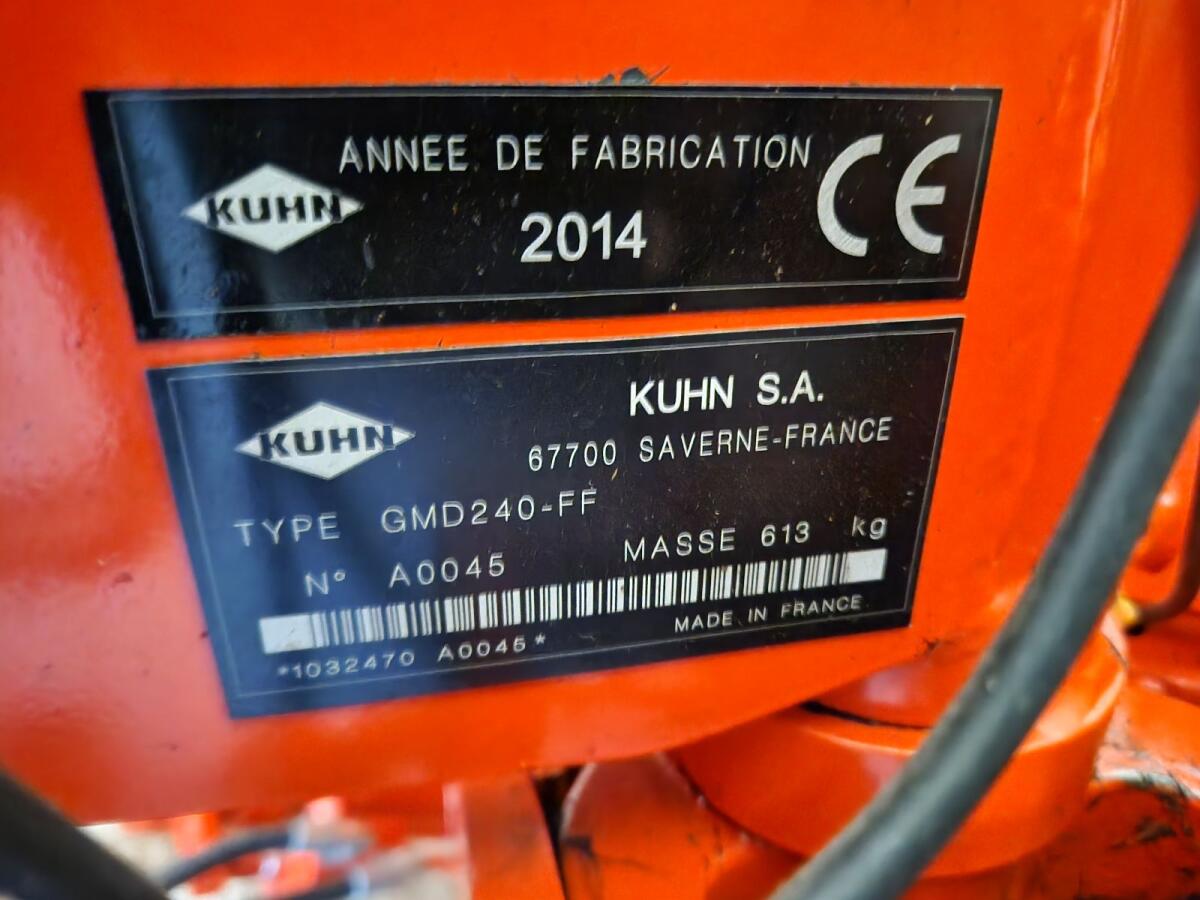 ANNEE DE FABRICATION
KUHN
2014
CE
KUHN S.A.
KUHN
67700 SAVERNE-FRANCE
TYPE GMD240-FF
N° A0045 MASSE 613 kg
MADE IN FRANCE
*1032470 A0045*